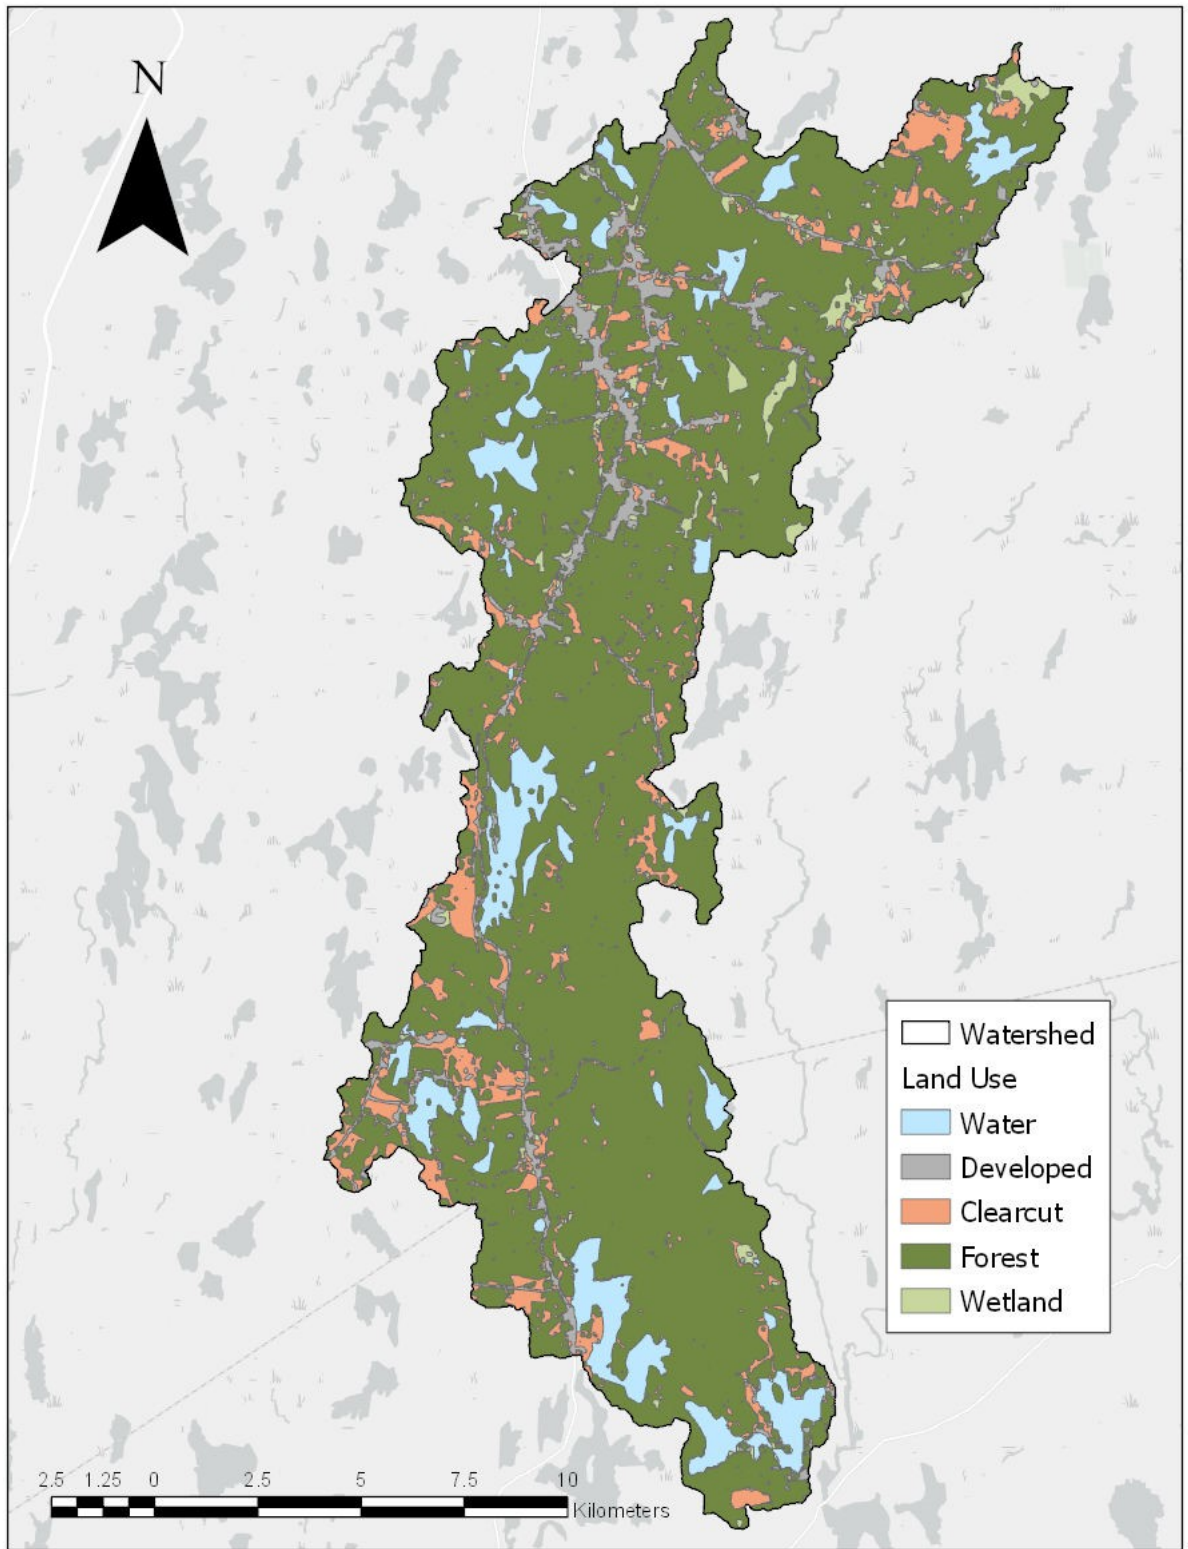 N
Watershed
Land Use
Water
Developed
Clearcut
Forest
Wetland
2.5 1.25 0 2.5 5 7.5 10
Kilometers